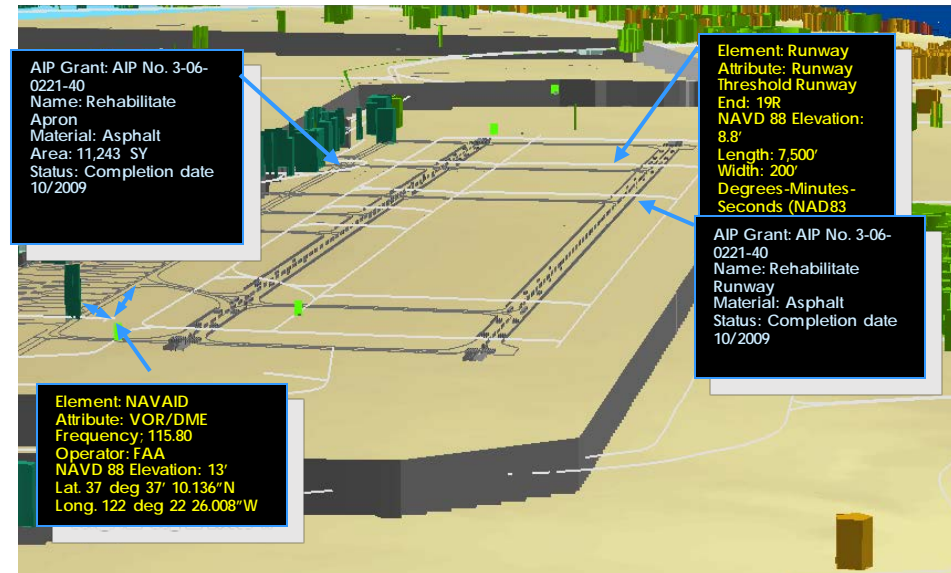 AIP Grant: AIP No. 3-06-
0221-40
Name: Rehabilitate
Apron
Material: Asphalt
Area: 11,243 SY
Status: Completion date
10/2009
Element: Runway
Attribute: Runway
Threshold Runway
End: 19R
NAVD 88 Elevation:
8.8'
Length: 7,500'
Width: 200'
Degrees-Minutes-
Seconds (NAD83
AIP Grant: AIP No. 3-06-
0221-40
Name: Rehabilitate
Runway
Material: Asphalt
Status: Completion date
10/2009
Element: NAVAID
Attribute: VOR/DME
Frequency; 115.80
Operator: FAA
NAVD 88 Elevation: 13'
Lat. 37 deg 37' 10.136"N
Long. 122 deg 22 26.008"W